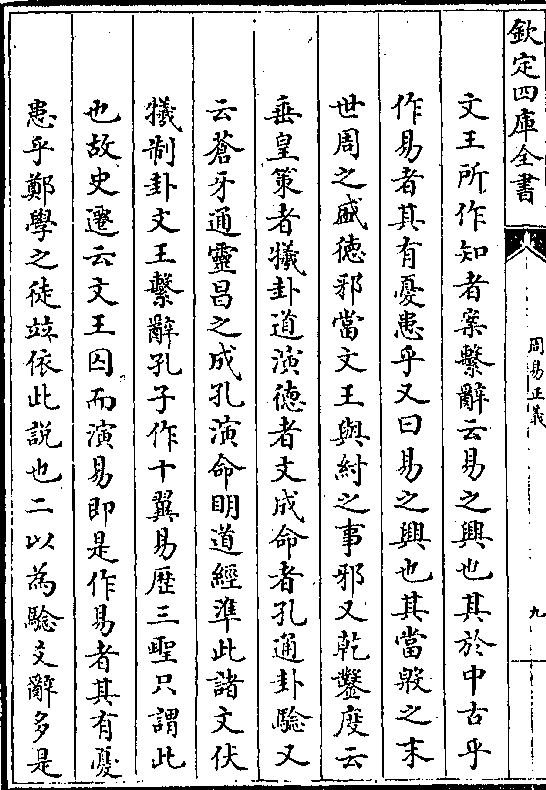 欽定四庫全書
周易正義
九
文王所作知者案繫辭云易之興也其於中古乎
作易者其有憂患乎又曰易之興也其當殷之末
世周之盛徳邪當文王與紂之事邪又乾鑿度云
垂皇策者犧卦道演徳者文成命者孔通卦驗又
云蒼牙通靈昌之成孔演命明道經準此諸文伏
犧制卦文王繫辭孔子作十翼易歴三聖只謂此
也故史遷云文王囚而演易即是作易者其有憂
患乎鄭學之徒竝依此說也二以為驗爻辭多是